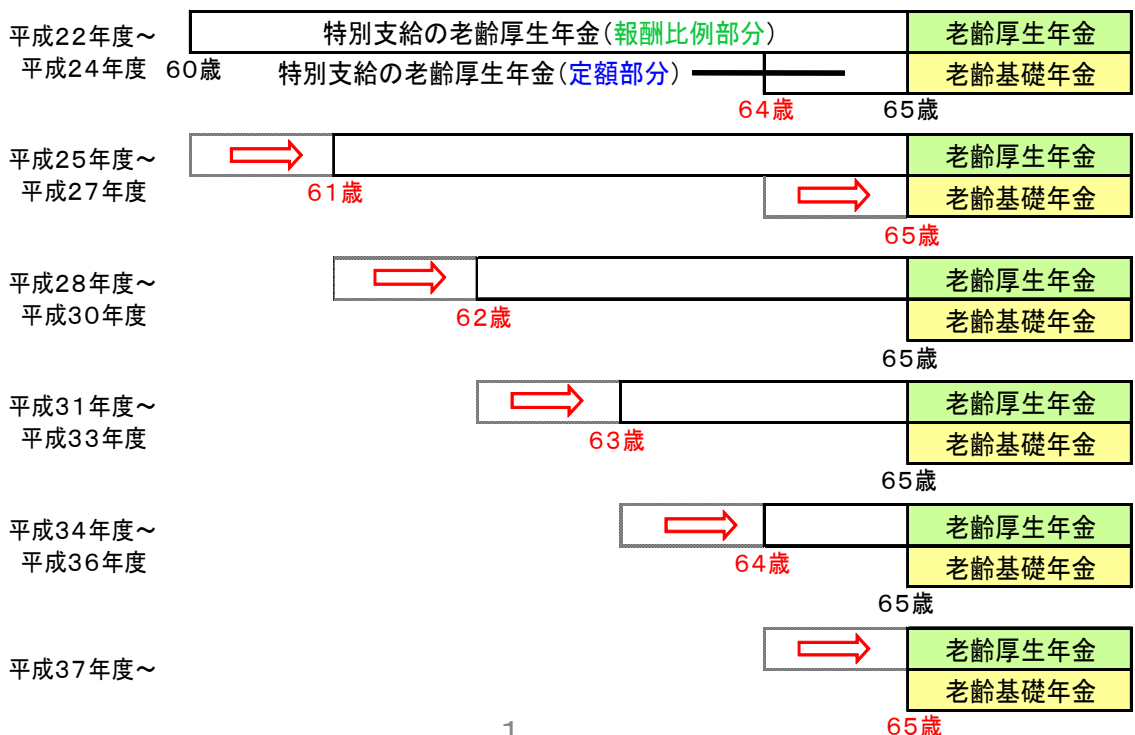 平成22年度～
平成24年度
60歳
特別支給の老齢厚生年金（報酬比例部分）
老齢厚生年金
特別支給の老齢厚生年金（定額部分）
老齢基礎年金
64歳
65歳
平成25年度～
平成27年度
老齢厚生年金
61歳
老齢基礎年金
65歳
平成28年度～
平成30年度
老齢厚生年金
62歳
老齢基礎年金
65歳
平成31年度～
平成33年度
老齢厚生年金
63歳
老齢基礎年金
65歳
平成34年度～
平成36年度
老齢厚生年金
64歳
老齢基礎年金
65歳
平成37年度～
老齢厚生年金
老齢基礎年金
65歳
1